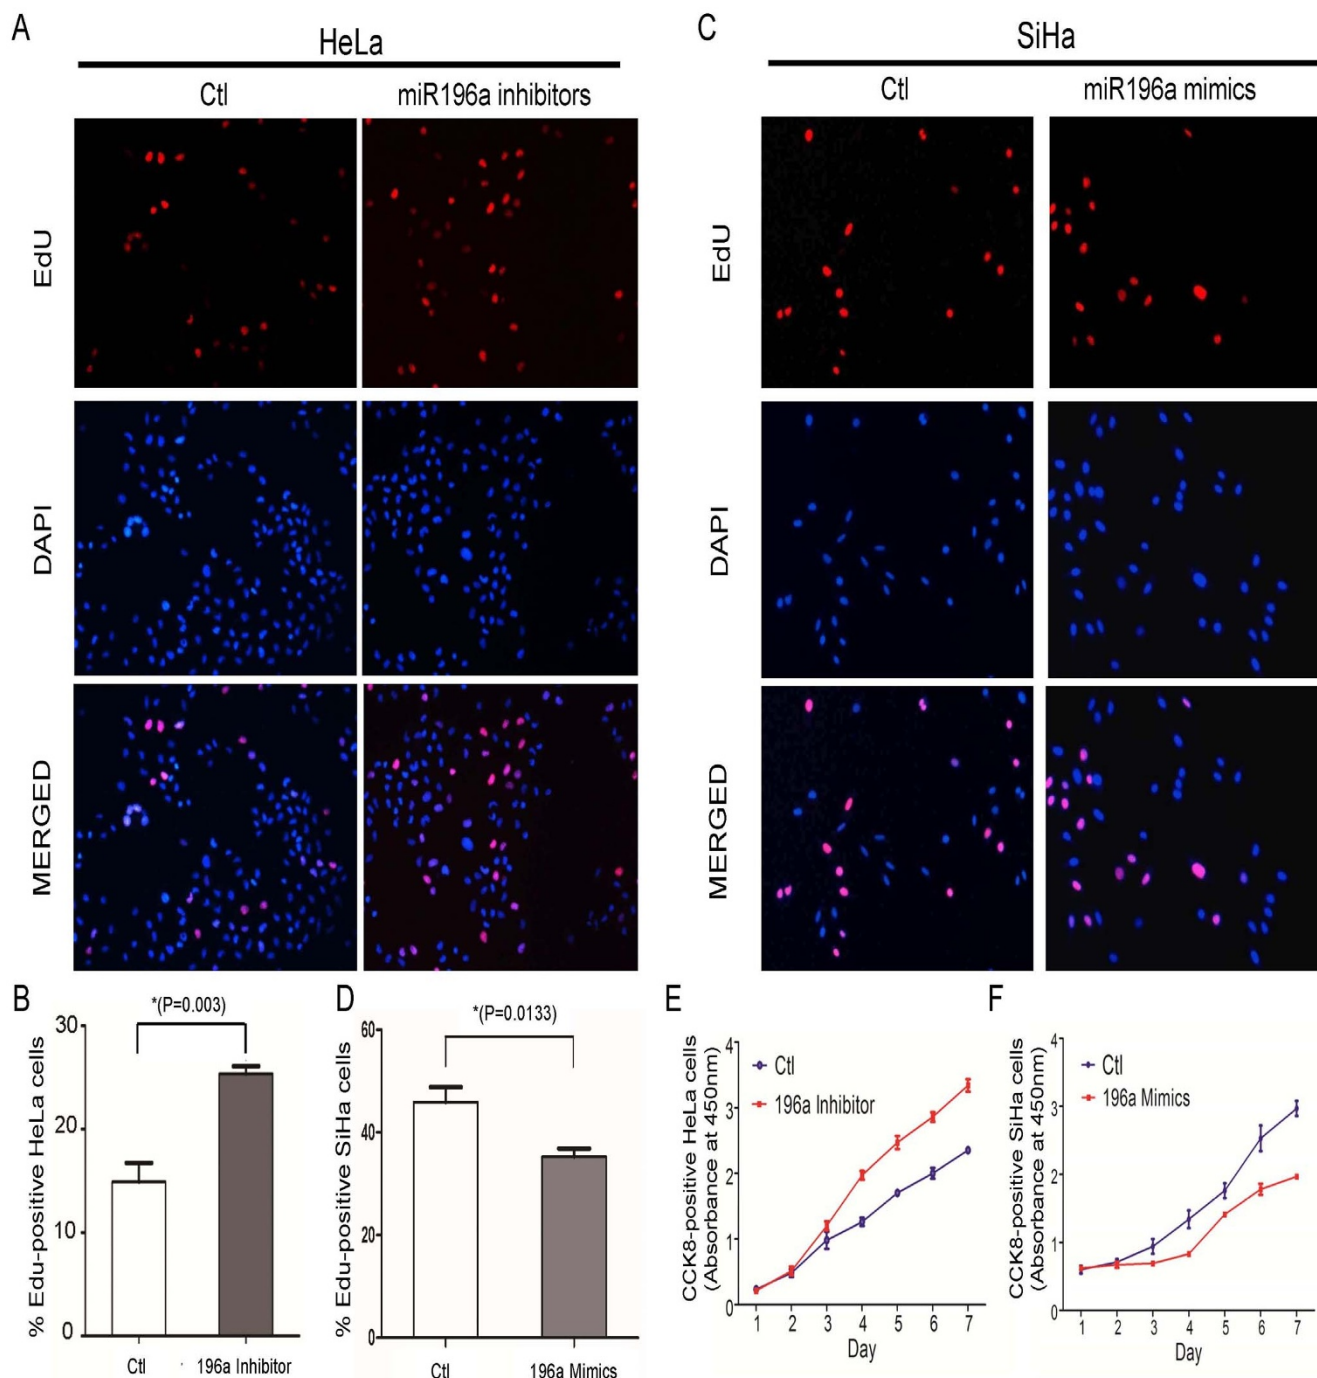 A
HeLa
Ctl
miR196a inhibitors
EdU
DAPI
MERGED
C
SiHa
Ctl
miR196a mimics
EdU
DAPI
MERGED
B
*(P=0.003)
% Edu-positive HeLa cells
30
20
10
0
Ctl
196a Inhibitor
D
*(P=0.0133)
% Edu-positive SiHa cells
60
40
20
0
Ctl
196a Mimics
E
CCK8-positive HeLa cells
(Absorbance at 450nm)
4
3
2
1
0
Ctl
196a Inhibitor
1 2 3 4 5 6 7
Day
F
CCK8-positive SiHa cells
(Absorbance at 450nm)
4
3
2
1
0
Ctl
196a Mimics
1 2 3 4 5 6 7
Day